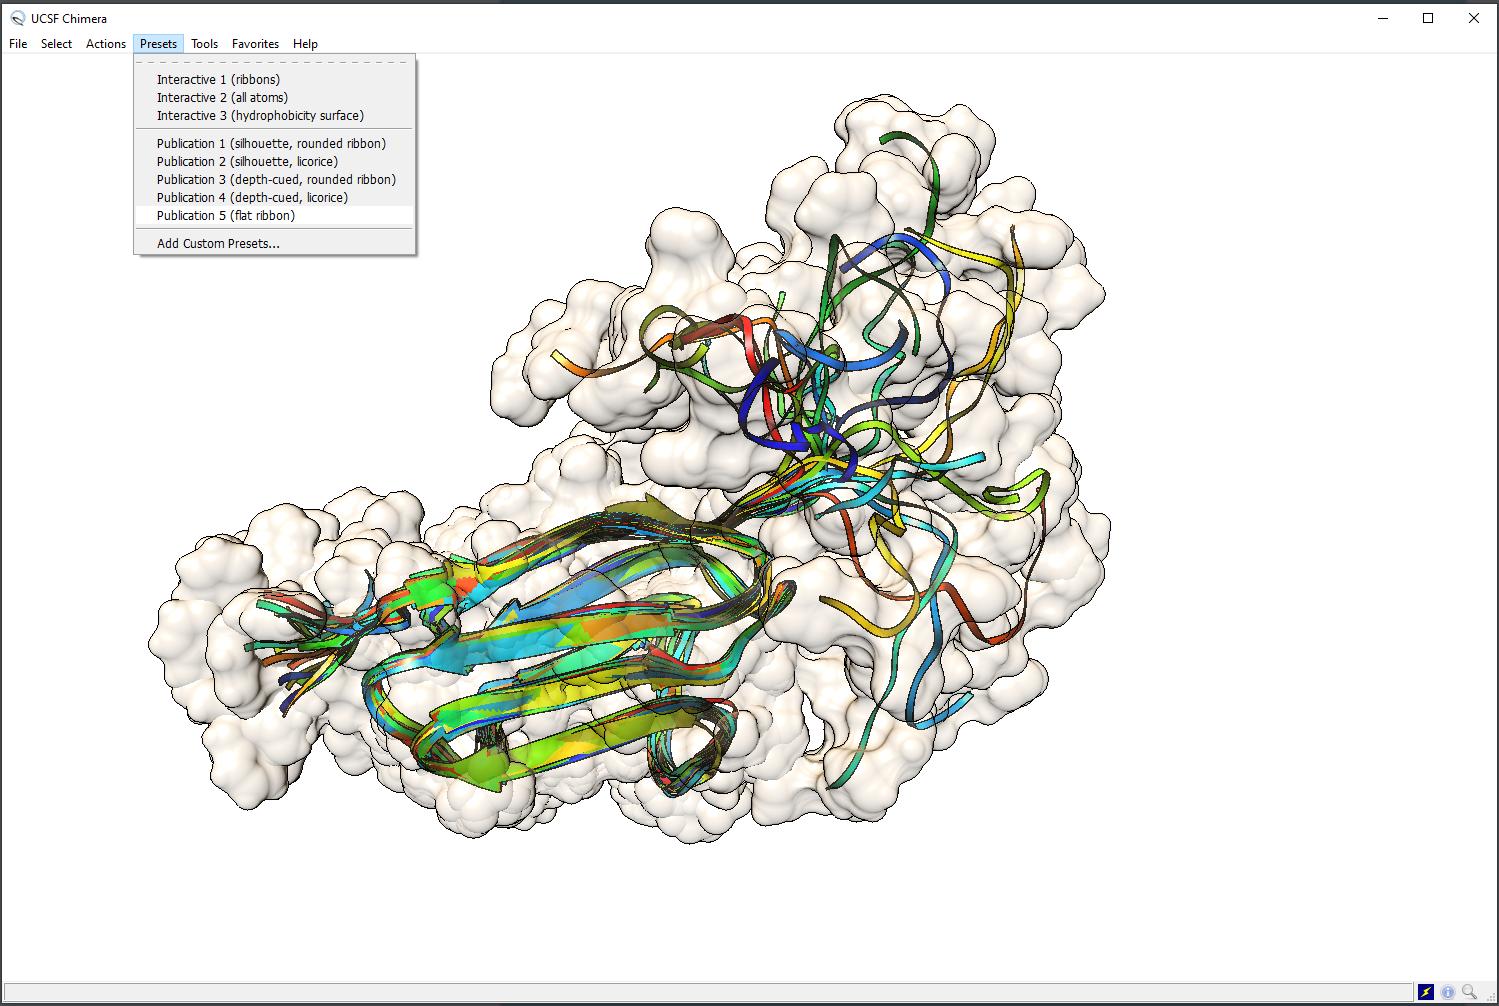 UCSF Chimera
File Select Actions Presets Tools Favorites Help
Interactive 1 (ribbons)
Interactive 2 (all atoms)
Interactive 3 (hydrophobicity surface)
Publication 1 (silhouette, rounded ribbon)
Publication 2 (silhouette, licorice)
Publication 3 (depth-cued, rounded ribbon)
Publication 4 (depth-cued, licorice)
Publication 5 (flat ribbon)
Add Custom Presets...